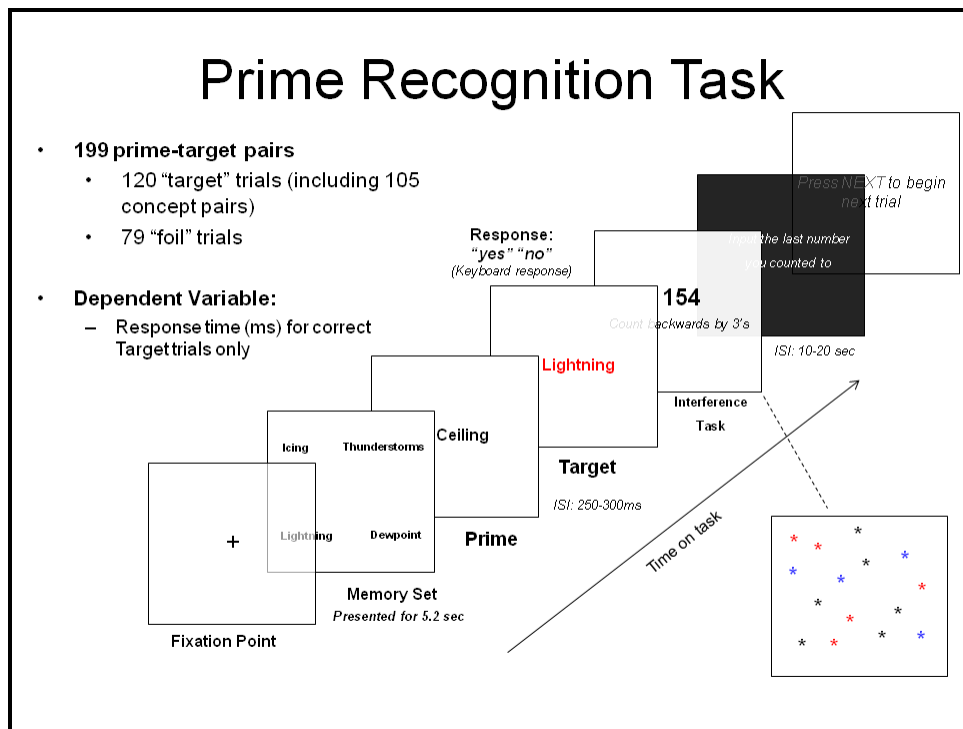 Prime Recognition Task
• 199 prime-target pairs
• 120 “target” trials (including 105
concept pairs)
• 79 “foil” trials
• Dependent Variable:
– Response time (ms) for correct
Target trials only
+
Fixation Point
Icing Thunderstorms
Lightning Dewpoint
Memory Set
Presented for 5.2 sec
Ceiling
Prime
Response:
“yes” “no”
(Keyboard response)
Lightning
Target
ISI: 250-300ms
154
Count backwards by 3's
Interference
Task
Input the last number
you counted to
ISI: 10-20 sec
Press NEXT to begin
next trial
Time on task
* * * * * * * * * * * * * * * *